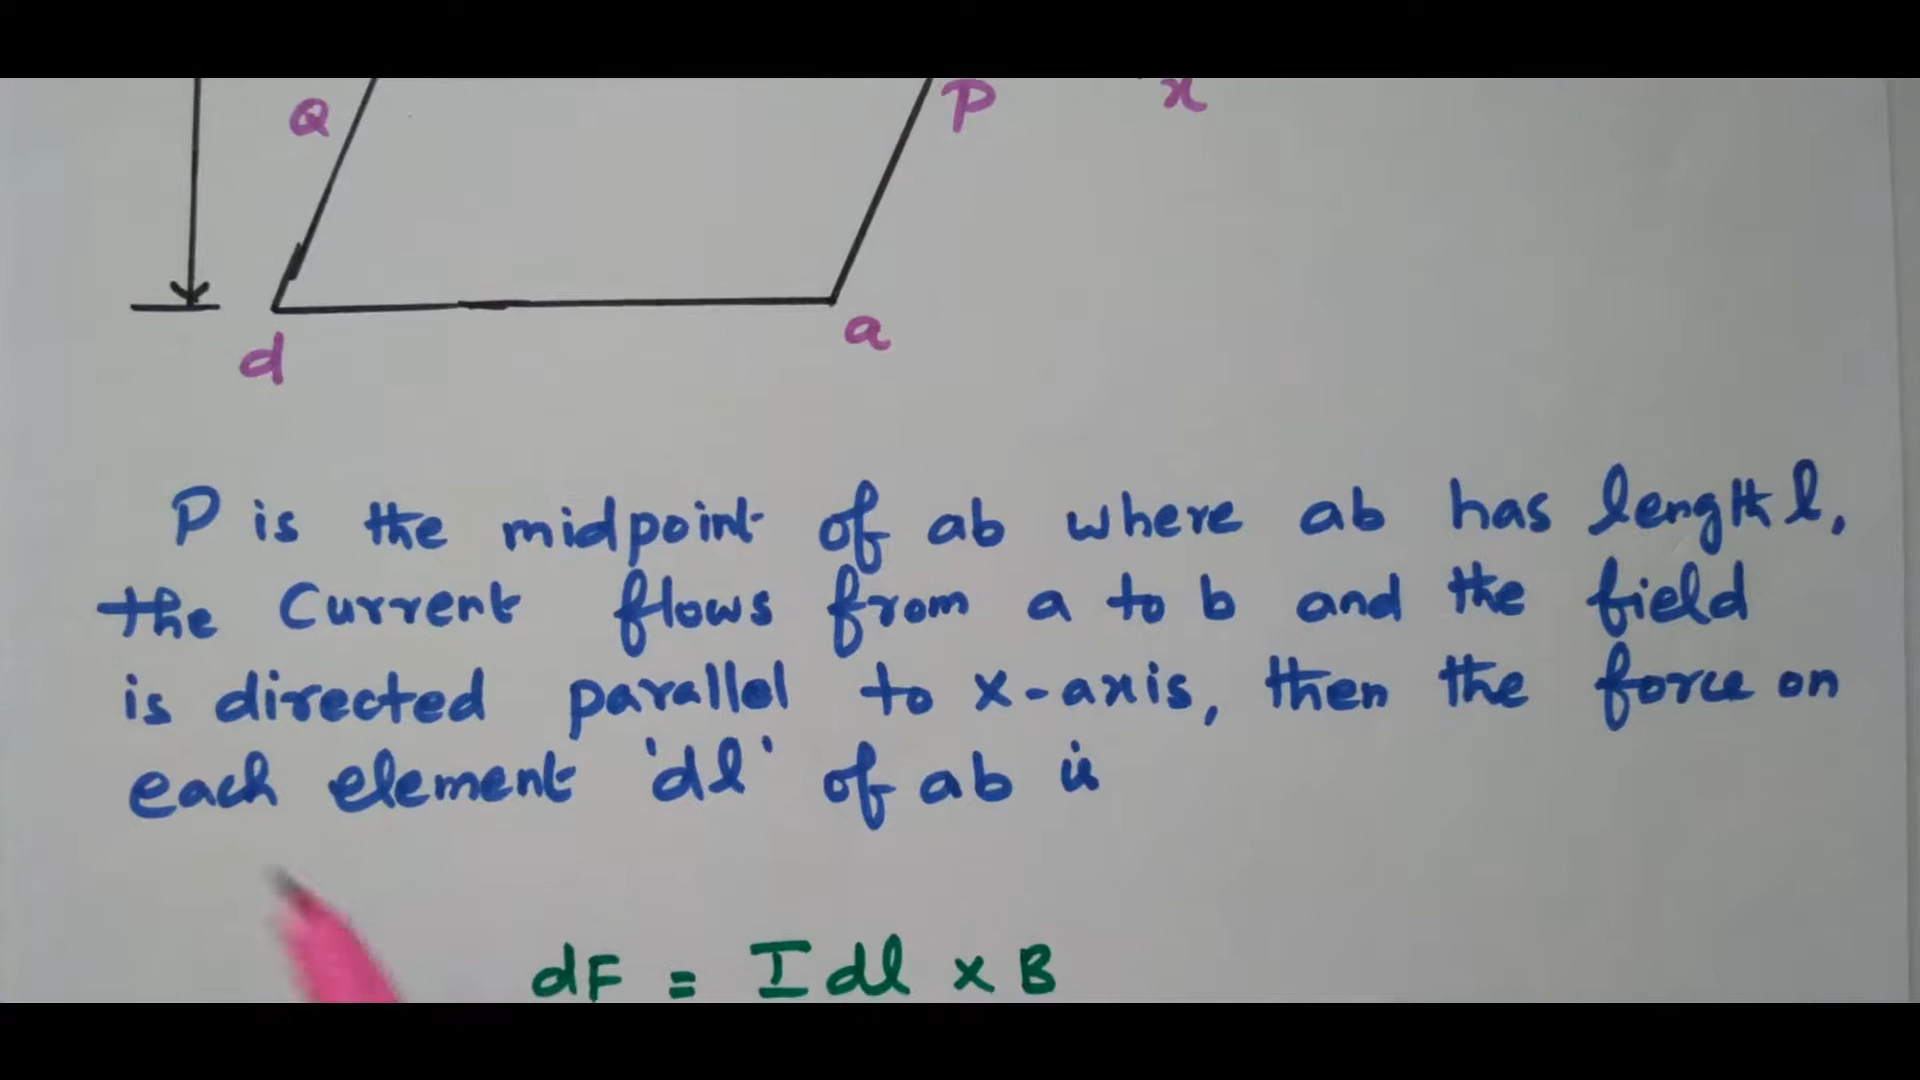 Q P x
d a
P is the midpoint of ab where ab has length l,
the Current flows from a to b and the field
is directed parallel to x-axis, then the force on
each element 'dl' of ab is
dF = I dl × B